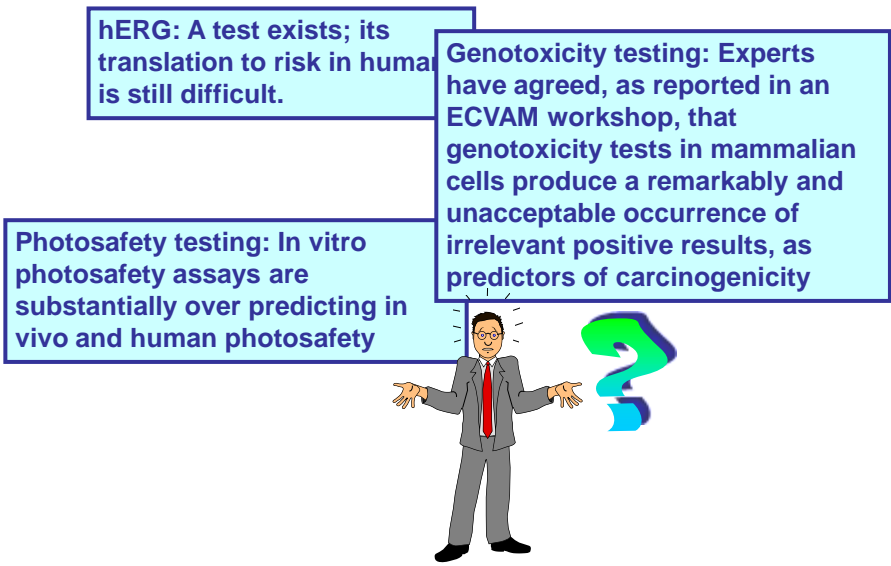 hERG: A test exists; its
translation to risk in human
is still difficult.
Genotoxicity testing: Experts
have agreed, as reported in an
ECVAM workshop, that
genotoxicity tests in mammalian
cells produce a remarkably and
unacceptable occurrence of
irrelevant positive results, as
predictors of carcinogenicity
Photosafety testing: In vitro
photosafety assays are
substantially over predicting in
vivo and human photosafety
?